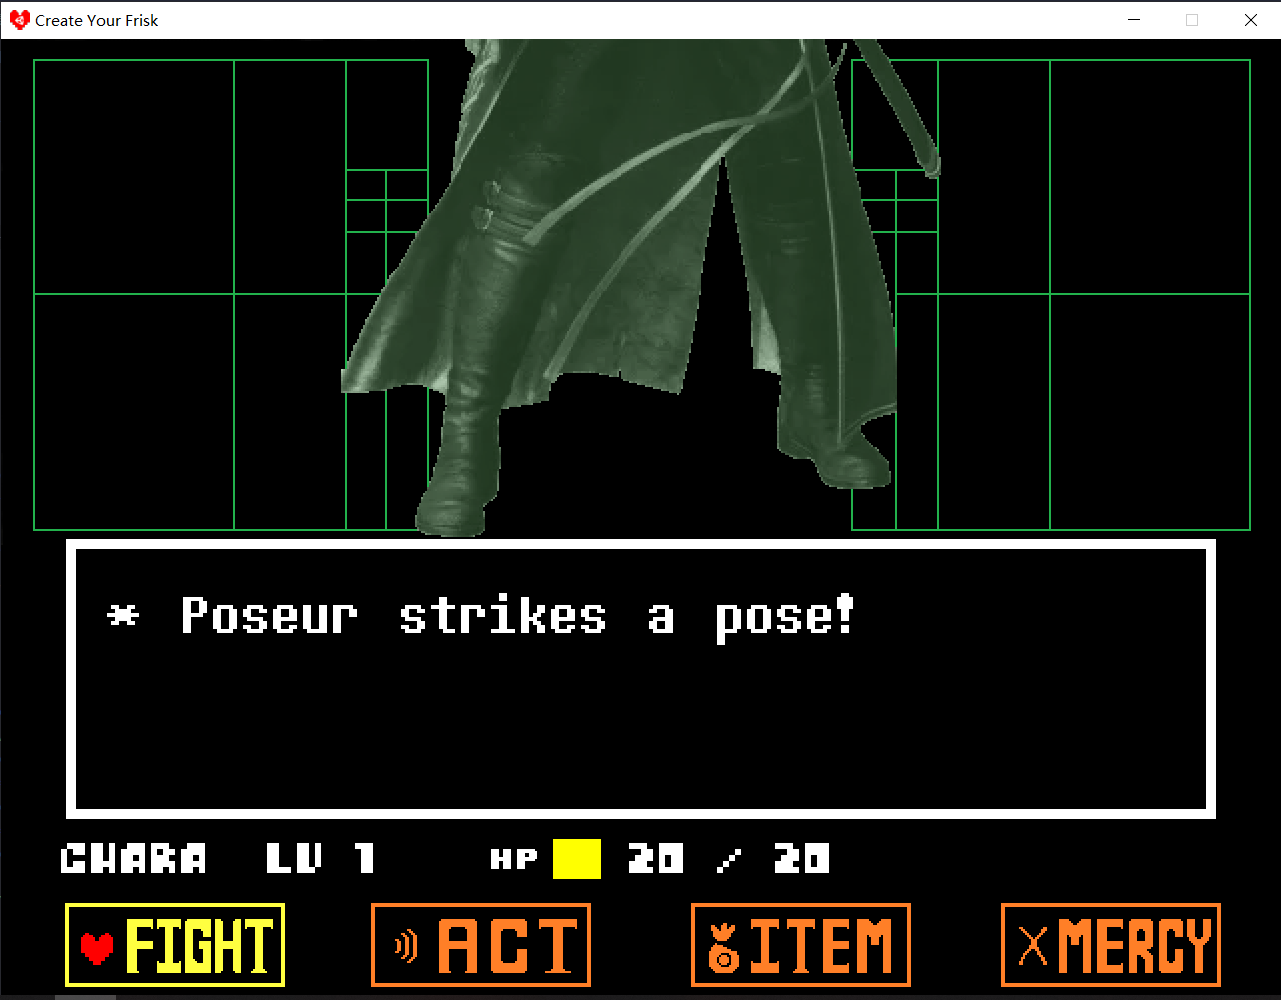 Create Your Frisk
* Poseur strikes a pose!
CHARA LV 1 HP 20 / 20
FIGHT ACT ITEM MERCY